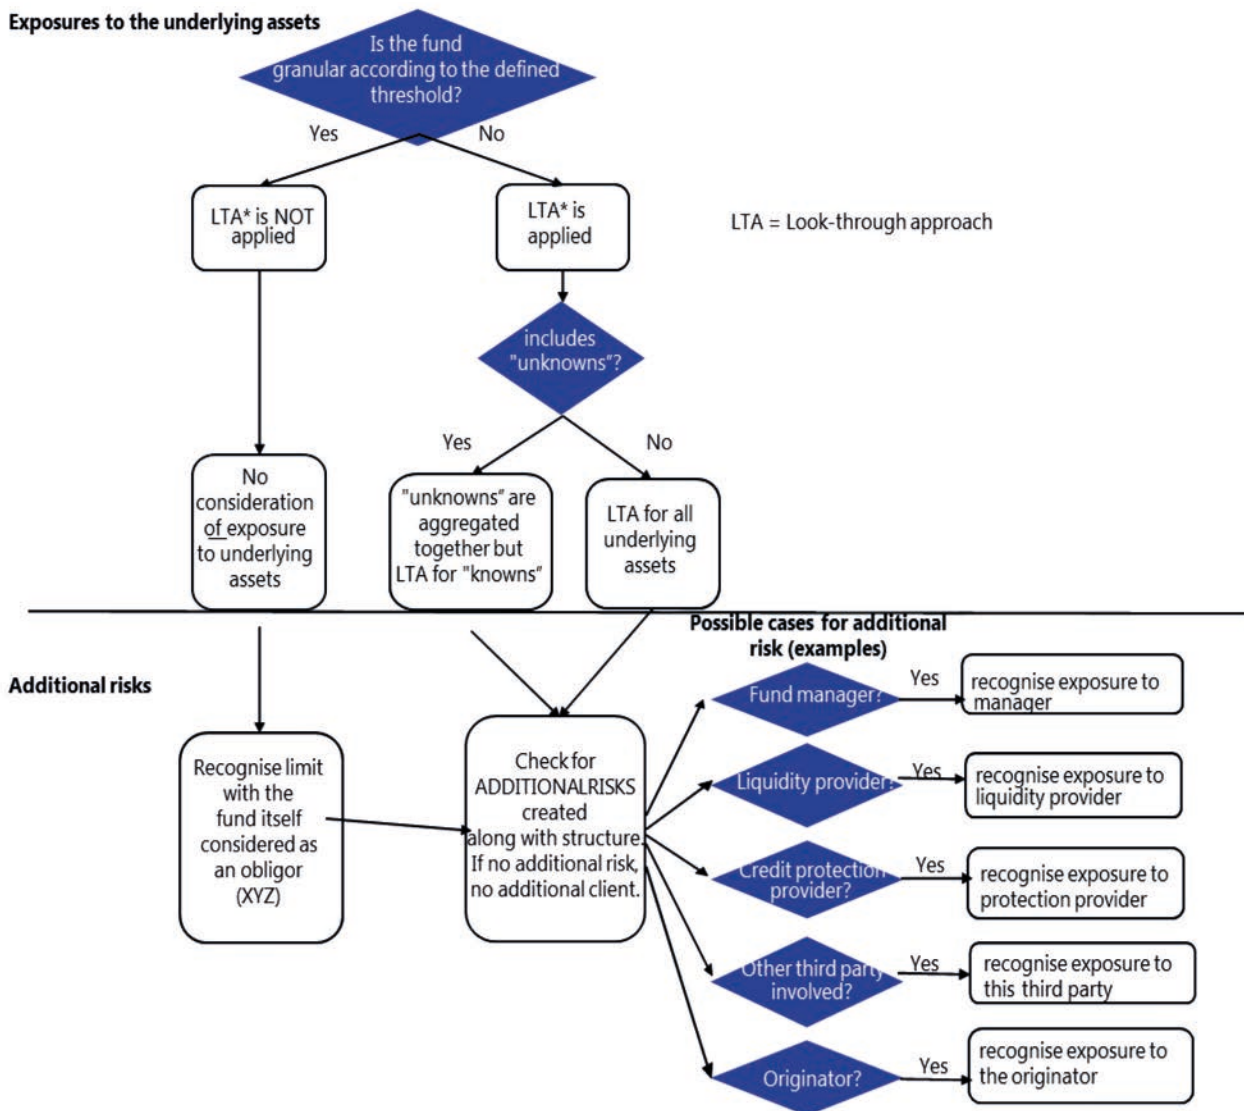 Exposures to the underlying assets
Is the fund
granular according to the defined
threshold?
Yes
No
LTA* is NOT
applied
LTA* is
applied
LTA = Look-through approach
includes
"unknowns"?
Yes
No
No
consideration
of exposure
to underlying
assets
"unknowns" are
aggregated
together but
LTA for "knowns"
LTA for all
underlying
assets
Possible cases for additional
risk (examples)
Additional risks
Recognise limit
with the
fund itself
considered as
an obligor
(XYZ)
Check for
ADDITIONALRISKS
created
along with structure.
If no additional risk,
no additional client.
Fund manager?
Yes
recognise exposure to
manager
Liquidity provider?
Yes
recognise exposure to
liquidity provider
Credit protection
provider?
Yes
recognise exposure to
protection provider
Other third party
involved?
Yes
recognise exposure to
this third party
Originator?
Yes
recognise exposure to
the originator